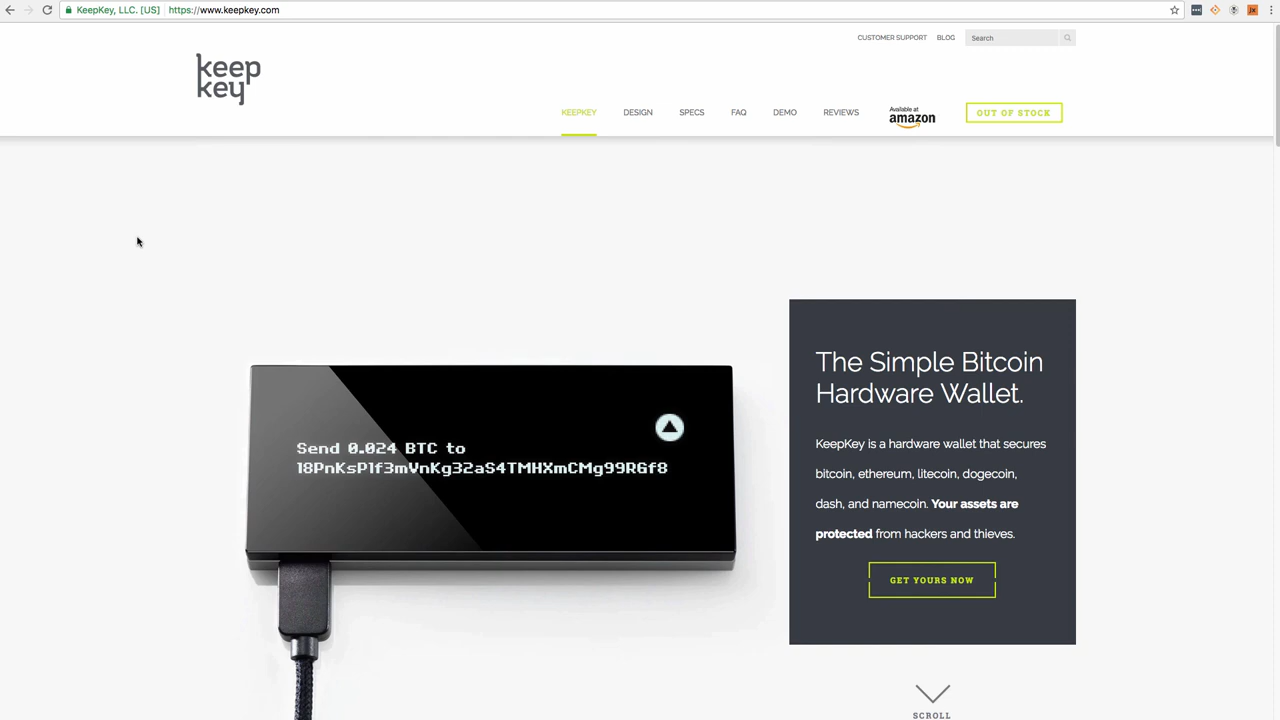 KeepKey, LLC. [US]
https://www.keepkey.com
CUSTOMER SUPPORT
BLOG
Search
keep
key
KEEPKEY
DESIGN
SPECS
FAQ
DEMO
REVIEWS
Available at
amazon
OUT OF STOCK
The Simple Bitcoin
Hardware Wallet.
KeepKey is a hardware wallet that secures
bitcoin, ethereum, litecoin, dogecoin,
dash, and namecoin. Your assets are
protected from hackers and thieves.
GET YOURS NOW
Send 0.024 BTC to
18PnKsP1f3mVnKg32aS4TMHXmCMg99R6f8
SCROLL